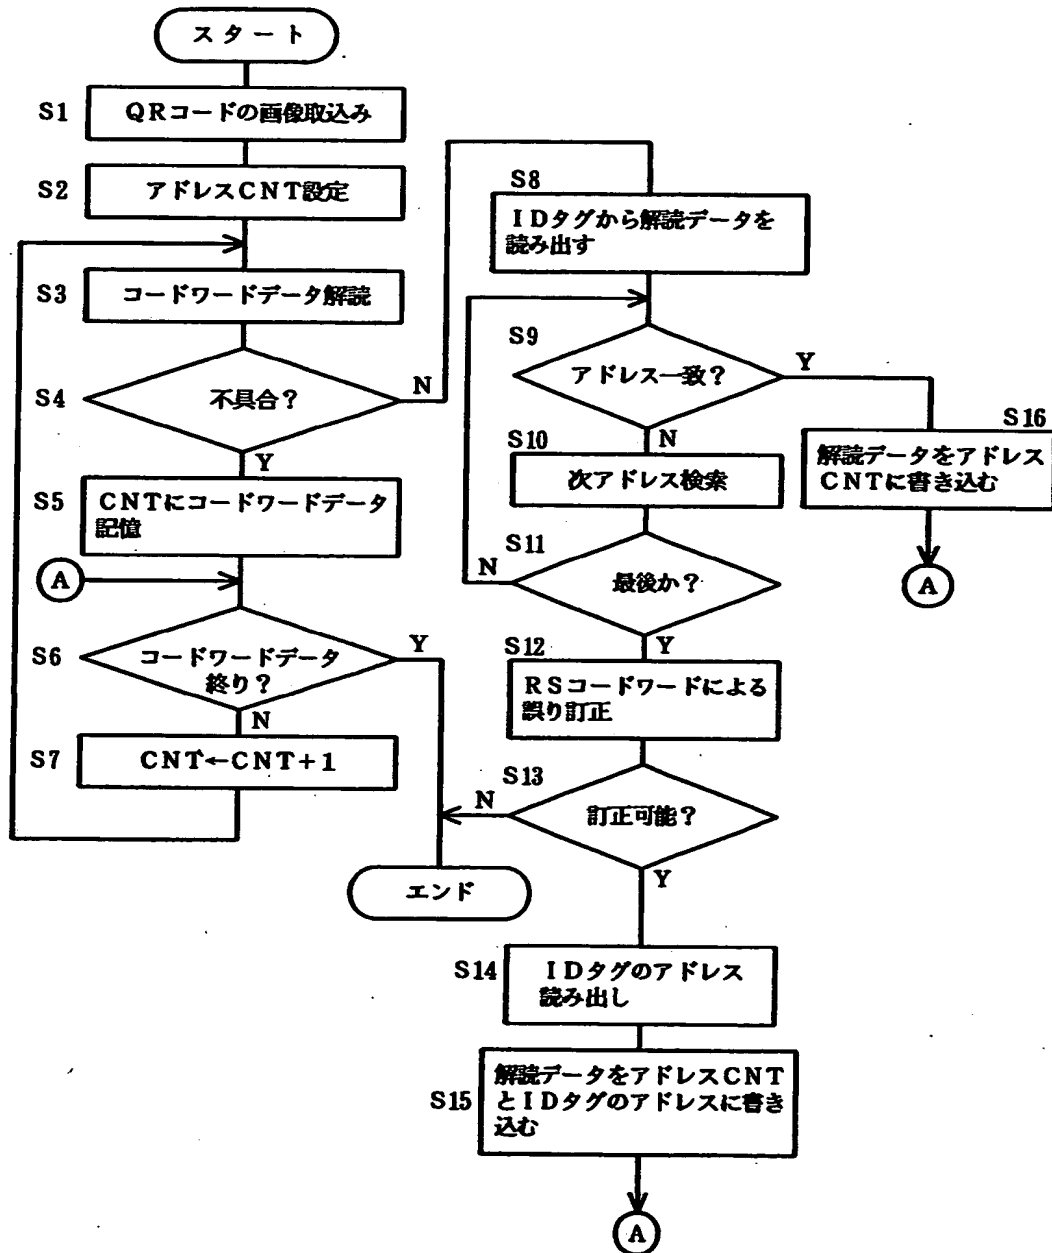 スタート
S1
QRコードの画像取込み
S2
アドレスCNT設定
S3
コードワードデータ解読
S4
不具合？
N
Y
S5
CNTにコードワードデータ
記憶
A
S6
コードワードデータ
終り？
Y
N
S7
CNT←CNT+1
エンド
S8
IDタグから解読データを
読み出す
S9
アドレス一致？
Y
N
S10
次アドレス検索
S11
最後か？
N
Y
S12
RSコードワードによる
誤り訂正
S13
訂正可能？
N
Y
S14
IDタグのアドレス
読み出し
S15
解読データをアドレスCNT
とIDタグのアドレスに書き
込む
A
S16
解読データをアドレス
CNTに書き込む
A